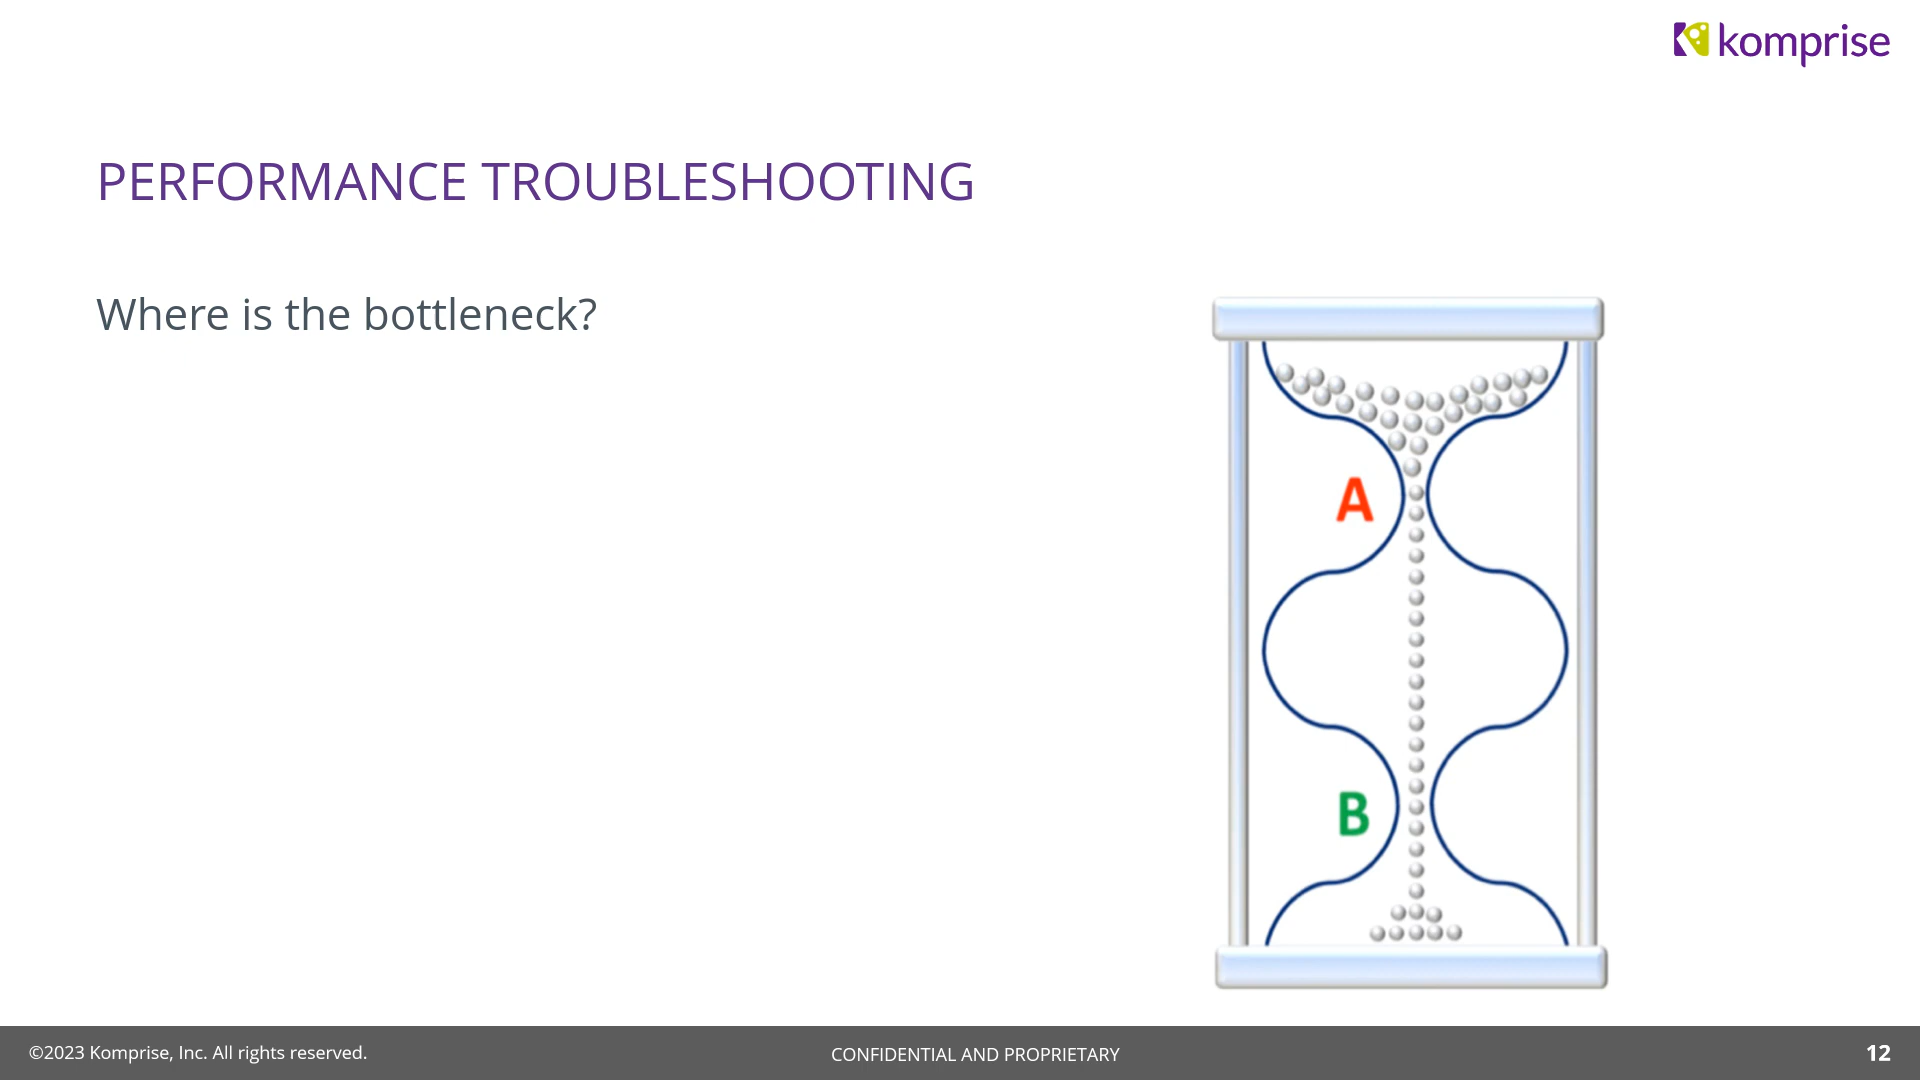 komprise
PERFORMANCE TROUBLESHOOTING
Where is the bottleneck?
A
B
©2023 Komprise, Inc. All rights reserved.
CONFIDENTIAL AND PROPRIETARY
12